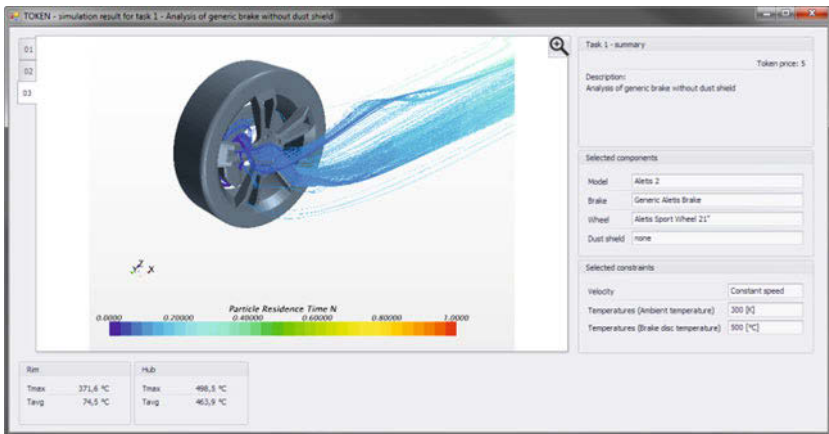 TOKEN - simulation result for task 1 - Analysis of generic brake without dust shield
01
02
03
Task 1 - summary
Token price: 5
Description:
Analysis of generic brake without dust shield
Selected components
Model Aletis 2
Brake Generic Aletis Brake
Wheel Aletis Sport Wheel 21"
Dust shield none
Selected constraints
Velocity Constant speed
Temperatures (Ambient temperature) 300 [K]
Temperatures (Brake disc temperature) 500 [°C]
Z
Y X
Particle Residence Time N
0.0000 0.20000 0.40000 0.60000 0.80000 1.0000
Rim Hub
Tmax 371,6 °C Tmax 498,5 °C
Tavg 74,5 °C Tavg 463,9 °C